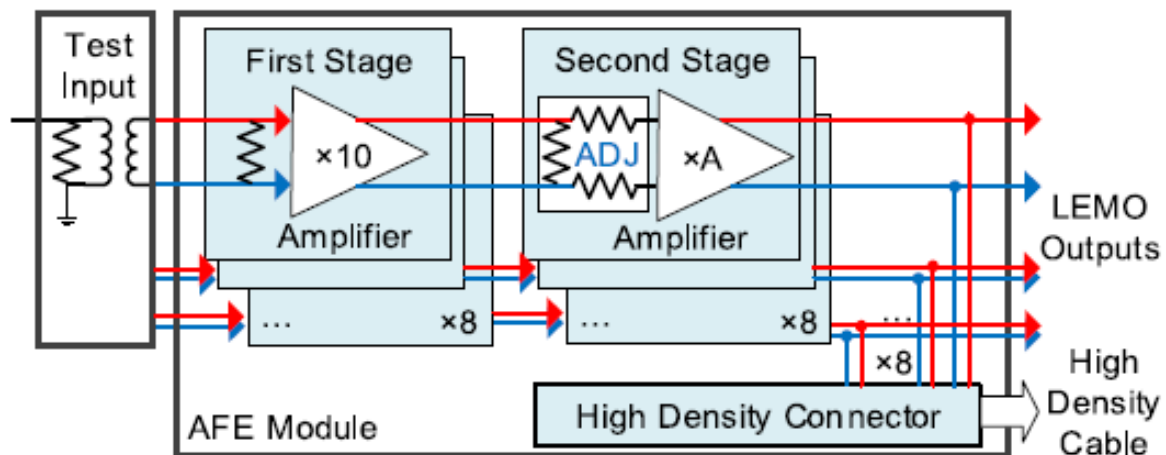 Test
Input
First Stage
×10
Amplifier
... ×8
Second Stage
ADJ
×A
Amplifier
... ×8
...
×8
LEMO
Outputs
High Density Connector
High
Density
Cable
AFE Module